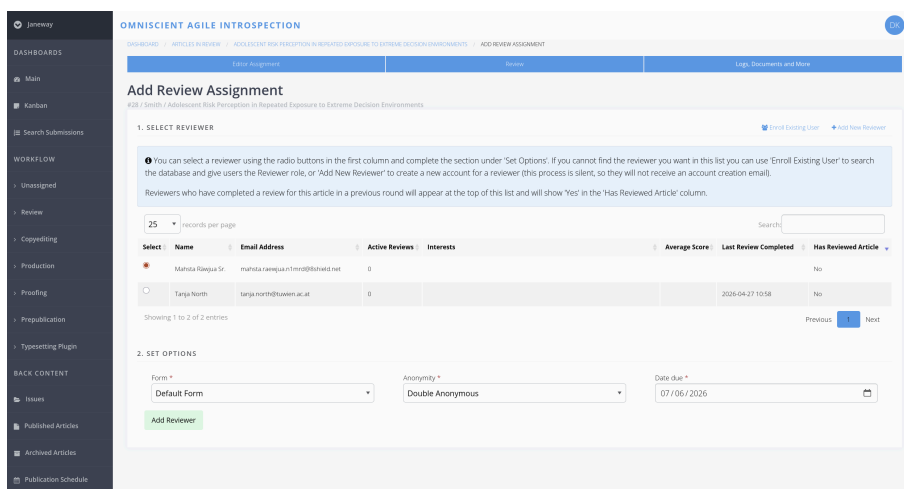 Janeway
OMNISCIENT AGILE INTROSPECTION
DK
DASHBOARD / ARTICLES IN REVIEW / ADOLESCENT RISK PERCEPTION IN REPEATED EXPOSURE TO EXTREME DECISION ENVIRONMENTS / ADD REVIEW ASSIGNMENT
DASHBOARDS
Main
Kanban
Search Submissions
WORKFLOW
Unassigned
Review
Copyediting
Production
Proofing
Prepublication
Typesetting Plugin
BACK CONTENT
Issues
Published Articles
Archived Articles
Publication Schedule
Editor Assignment Review Logs, Documents and More
Add Review Assignment
#28 / Smith / Adolescent Risk Perception in Repeated Exposure to Extreme Decision Environments
1. SELECT REVIEWER Enroll Existing User Add New Reviewer
You can select a reviewer using the radio buttons in the first column and complete the section under 'Set Options'. If you cannot find the reviewer you want in this list you can use 'Enroll Existing User' to search
the database and give users the Reviewer role, or 'Add New Reviewer' to create a new account for a reviewer (this process is silent, so they will not receive an account creation email).
Reviewers who have completed a review for this article in a previous round will appear at the top of this list and will show 'Yes' in the 'Has Reviewed Article' column.
25 records per page Search:
Select Name Email Address Active Reviews Interests Average Score Last Review Completed Has Reviewed Article
Mahsta Rawjua Sr. mahsta.raewjua.n1mrd@8shield.net 0 No
Tanja North tanja.north@tuwien.ac.at 0 2026-04-27 10:58 No
Showing 1 to 2 of 2 entries Previous 1 Next
2. SET OPTIONS
Form * Anonymity * Date due *
Default Form Double Anonymous 07/06/2026
Add Reviewer